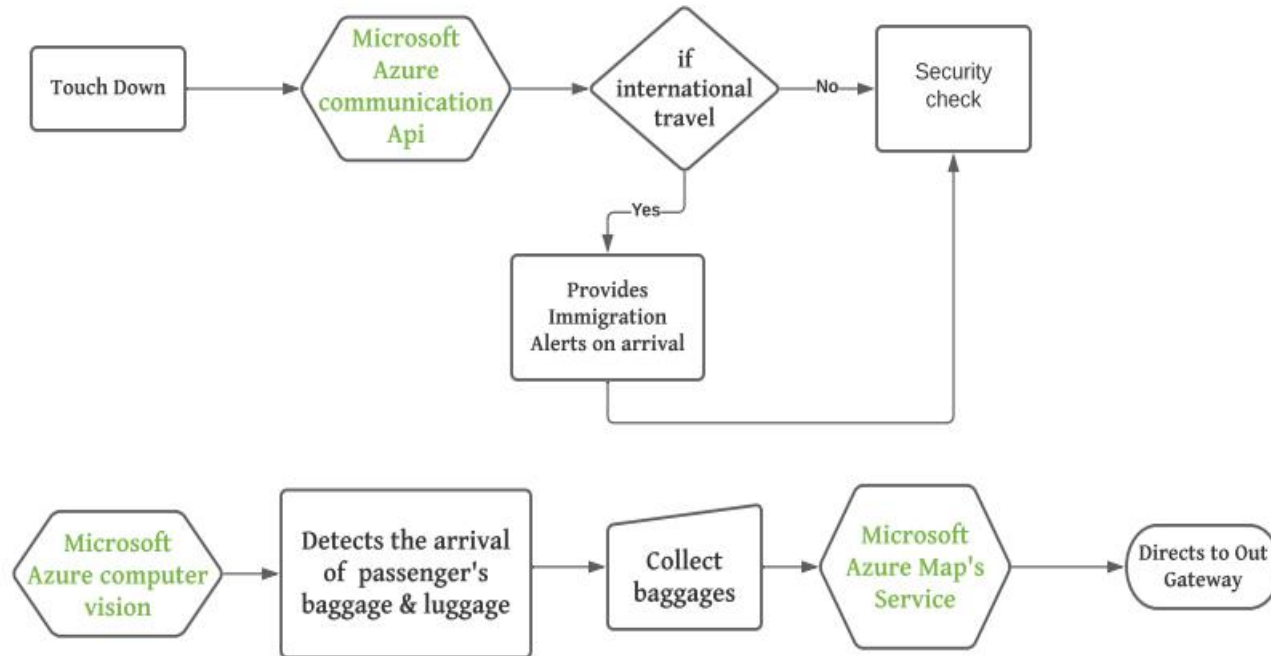 Touch Down
Microsoft
Azure
communication
Api
if
international
travel
No
Security
check
Yes
Provides
Immigration
Alerts on arrival
Microsoft
Azure computer
vision
Detects the arrival
of passenger's
baggage & luggage
Collect
baggages
Microsoft
Azure Map's
Service
Directs to Out
Gateway